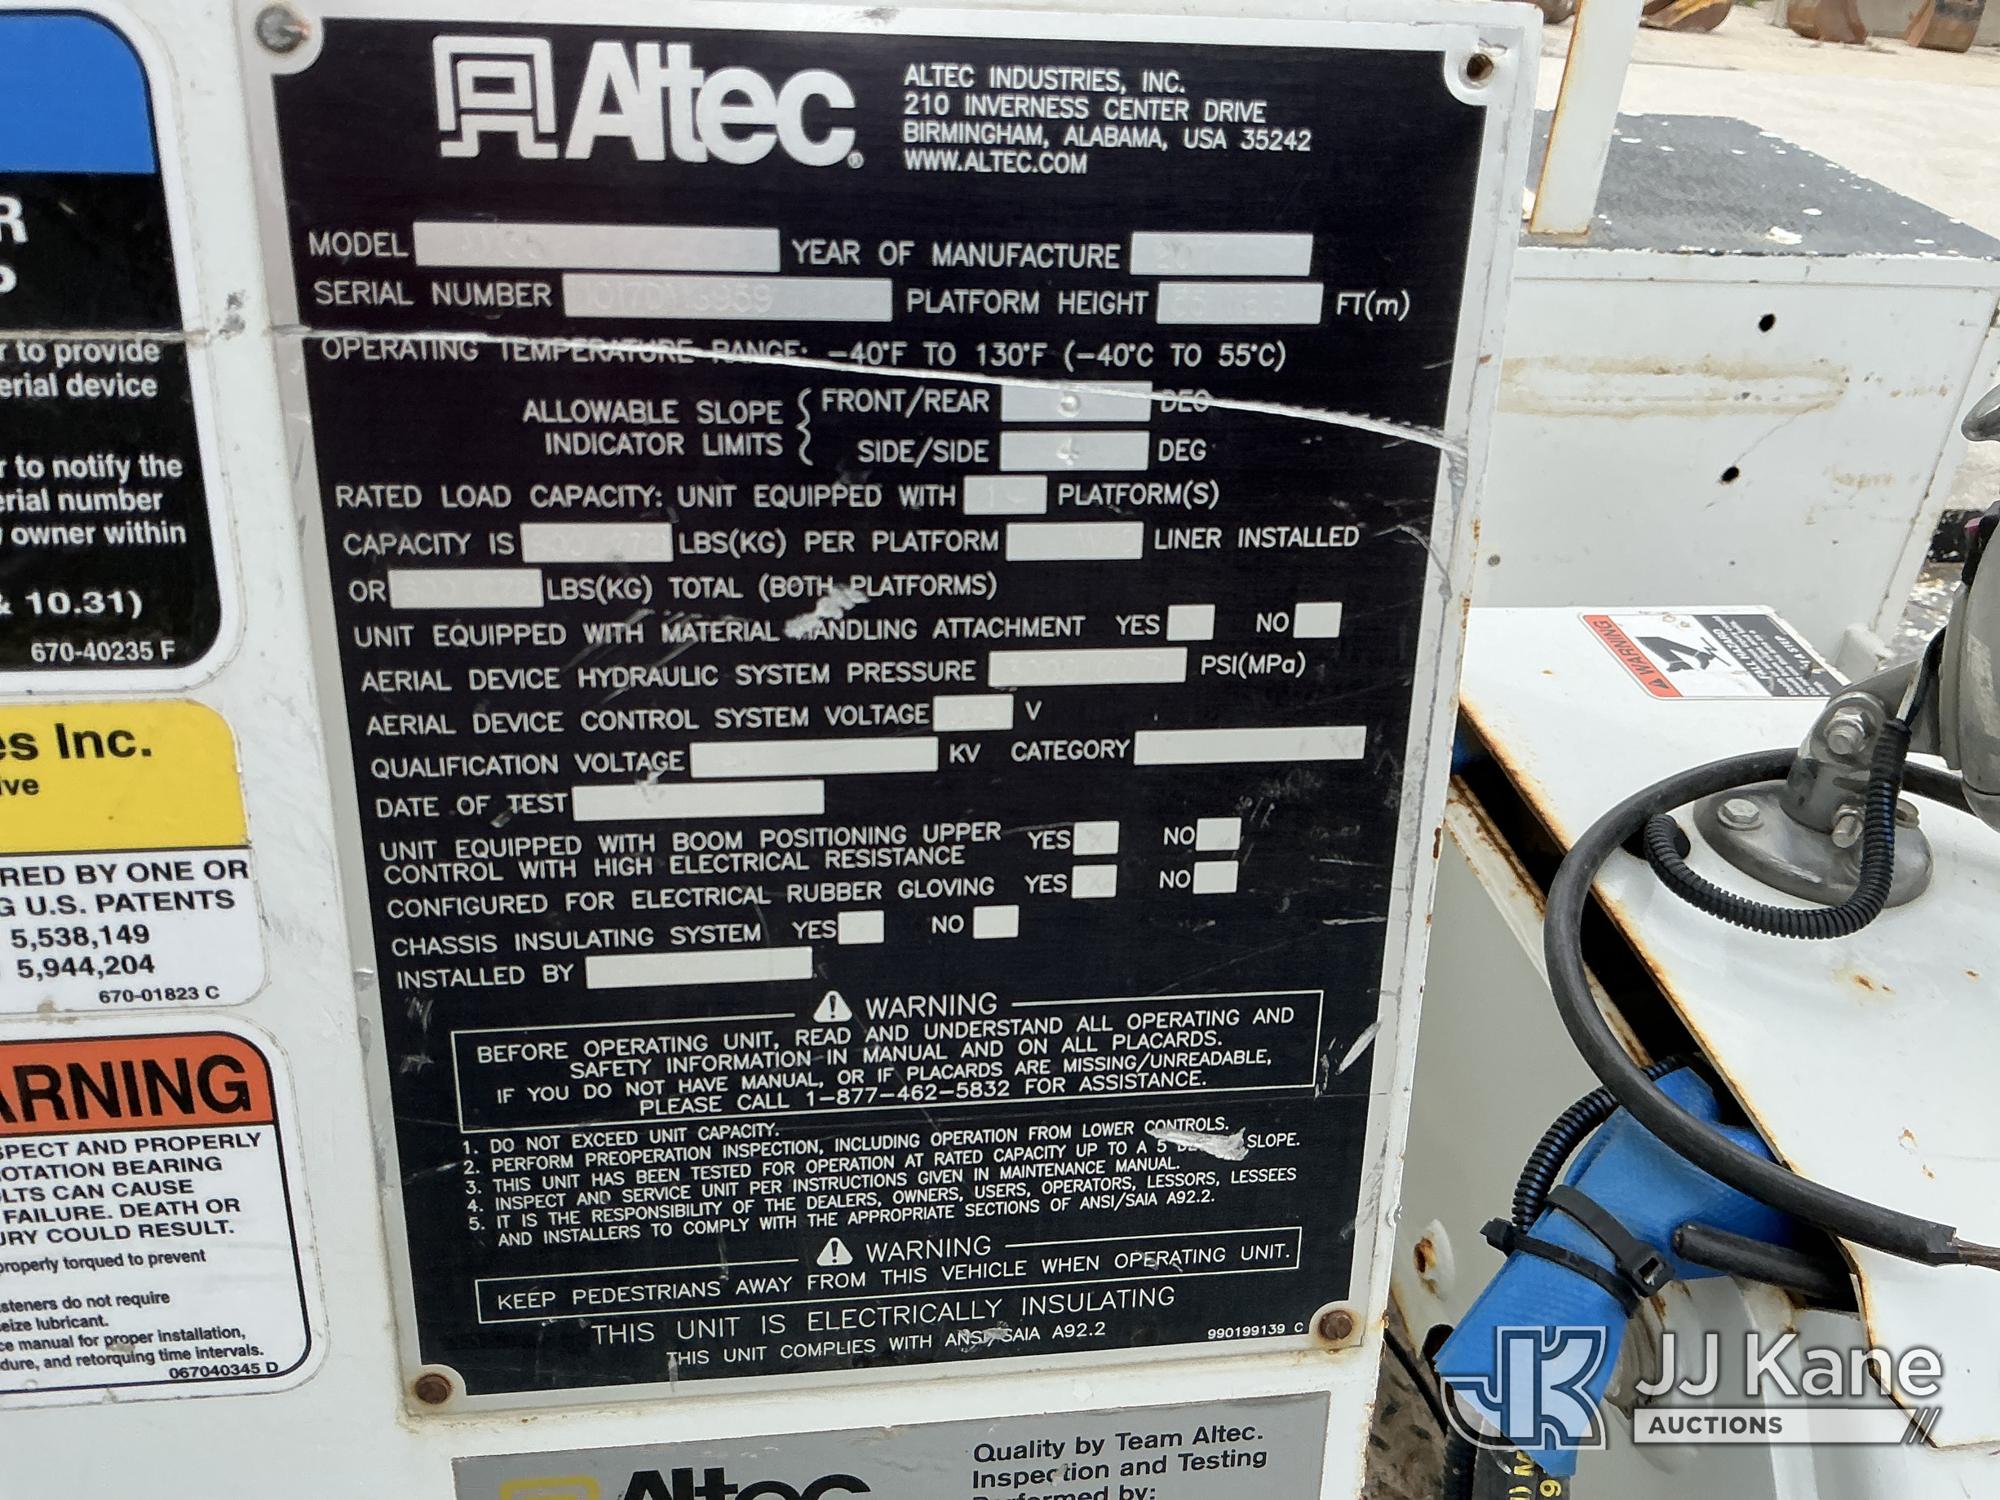 Altec®
ALTEC INDUSTRIES, INC.
210 INVERNESS CENTER DRIVE
BIRMINGHAM, ALABAMA, USA 35242
WWW.ALTEC.COM
MODEL YEAR OF MANUFACTURE
SERIAL NUMBER PLATFORM HEIGHT FT(m)
OPERATING TEMPERATURE RANGE: -40°F TO 130°F (-40°C TO 55°C)
ALLOWABLE SLOPE INDICATOR LIMITS
FRONT/REAR 5 DEG
SIDE/SIDE 4 DEG
RATED LOAD CAPACITY: UNIT EQUIPPED WITH 1 PLATFORM(S)
CAPACITY IS LBS(KG) PER PLATFORM LINER INSTALLED
OR LBS(KG) TOTAL (BOTH PLATFORMS)
UNIT EQUIPPED WITH MATERIAL HANDLING ATTACHMENT YES NO
AERIAL DEVICE HYDRAULIC SYSTEM PRESSURE PSI(MPa)
AERIAL DEVICE CONTROL SYSTEM VOLTAGE V
QUALIFICATION VOLTAGE KV CATEGORY
DATE OF TEST
UNIT EQUIPPED WITH BOOM POSITIONING UPPER YES NO
CONTROL WITH HIGH ELECTRICAL RESISTANCE
CONFIGURED FOR ELECTRICAL RUBBER GLOVING YES NO
CHASSIS INSULATING SYSTEM YES NO
INSTALLED BY
WARNING
BEFORE OPERATING UNIT, READ AND UNDERSTAND ALL OPERATING AND
SAFETY INFORMATION IN MANUAL AND ON ALL PLACARDS.
IF YOU DO NOT HAVE MANUAL, OR IF PLACARDS ARE MISSING/UNREADABLE,
PLEASE CALL 1-877-462-5832 FOR ASSISTANCE.
1. DO NOT EXCEED UNIT CAPACITY.
2. PERFORM PREOPERATION INSPECTION, INCLUDING OPERATION FROM LOWER CONTROLS.
3. THIS UNIT HAS BEEN TESTED FOR OPERATION AT RATED CAPACITY UP TO A 5 SLOPE.
4. INSPECT AND SERVICE UNIT PER INSTRUCTIONS GIVEN IN MAINTENANCE MANUAL.
5. IT IS THE RESPONSIBILITY OF THE DEALERS, OWNERS, USERS, OPERATORS, LESSORS, LESSEES
AND INSTALLERS TO COMPLY WITH THE APPROPRIATE SECTIONS OF ANSI/SAIA A92.2.
WARNING
KEEP PEDESTRIANS AWAY FROM THIS VEHICLE WHEN OPERATING UNIT.
THIS UNIT IS ELECTRICALLY INSULATING
THIS UNIT COMPLIES WITH ANSI/SAIA A92.2
990199139 C
R
r to provide
erial device
r to notify the
erial number
owner within
& 10.31)
670-40235 F
es Inc.
ive
RED BY ONE OR
G U.S. PATENTS
5,538,149
5,944,204
670-01823 C
ARNING
SPECT AND PROPERLY
OTATION BEARING
LTS CAN CAUSE
FAILURE. DEATH OR
URY COULD RESULT.
properly torqued to prevent
steners do not require
eize lubricant.
ce manual for proper installation,
dure, and retorquing time intervals.
067040345 D
Altec
Quality by Team Altec.
Inspection and Testing
Performed by:
WARNING
FALL HAZARD
JJ Kane
AUCTIONS